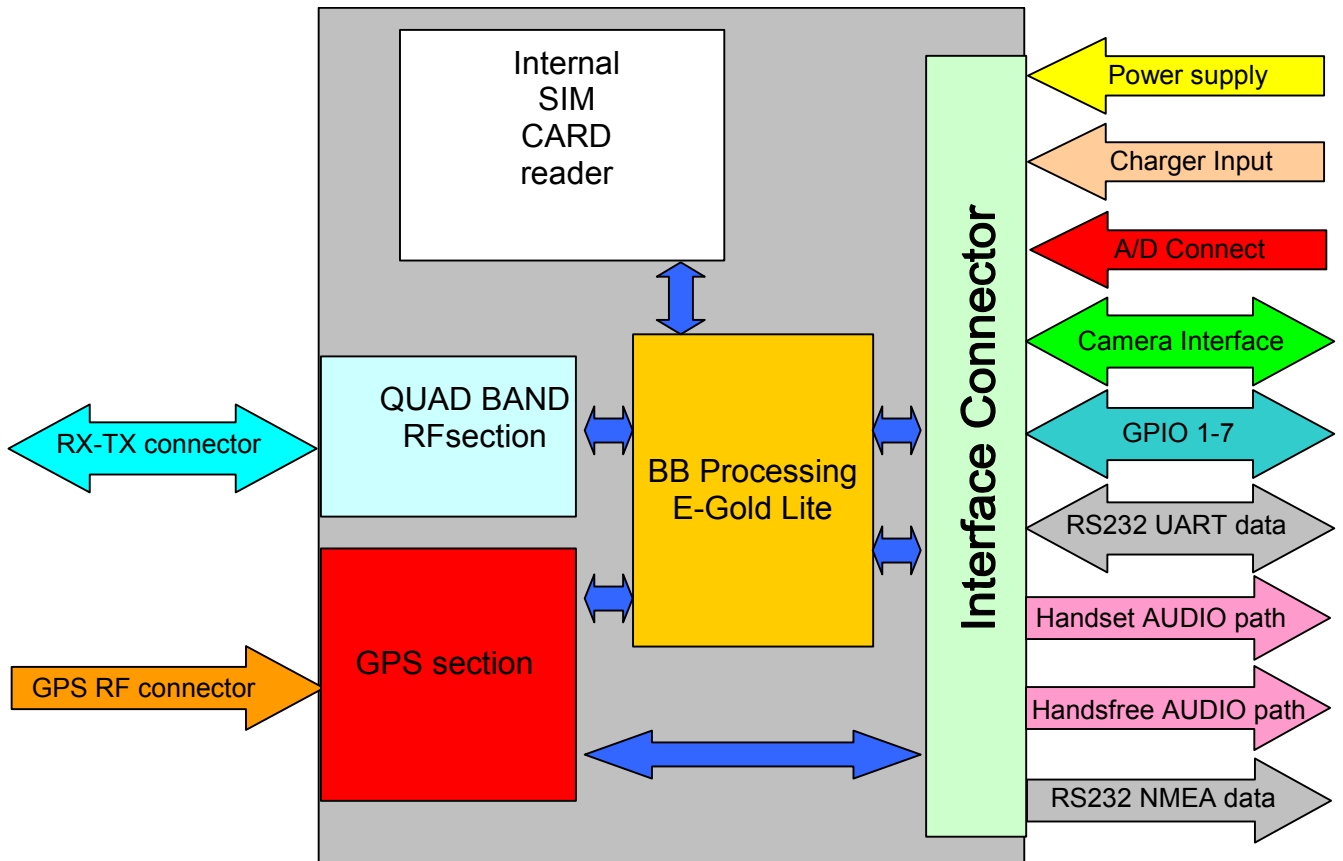 Internal
SIM
CARD
reader
QUAD BAND
RFsection
BB Processing
E-Gold Lite
GPS section
RX-TX connector
GPS RF connector
Interface Connector
Power supply
Charger Input
A/D Connect
Camera Interface
GPIO 1-7
RS232 UART data
Handset AUDIO path
Handsfree AUDIO path
RS232 NMEA data